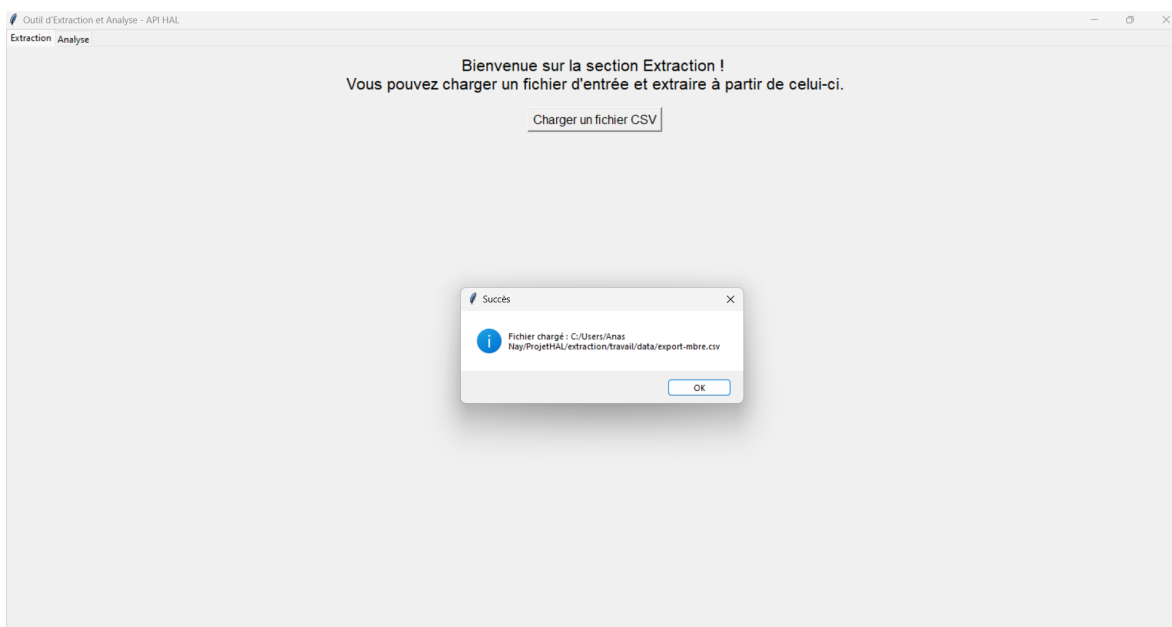 Outil d'Extraction et Analyse - API HAL
Extraction Analyse
Bienvenue sur la section Extraction !
Vous pouvez charger un fichier d'entrée et extraire à partir de celui-ci.
Charger un fichier CSV
Succès
Fichier chargé : C:/Users/Anas
Nay/ProjetHAL/extraction/travail/data/export-mbre.csv
OK